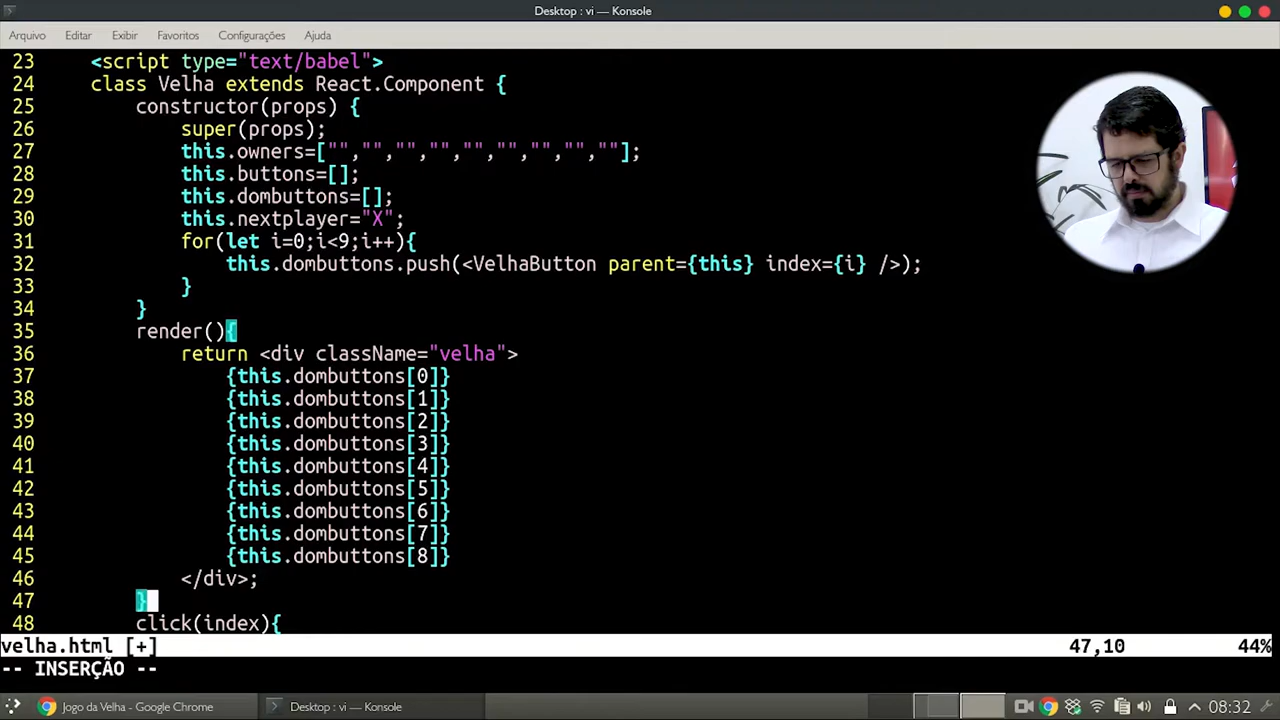 Desktop : vi — Konsole
Arquivo Editar Exibir Favoritos Configurações Ajuda
23 <script type="text/babel">
24 class Velha extends React.Component {
25 constructor(props) {
26 super(props);
27 this.owners=["","","","","","","","",""];
28 this.buttons=[];
29 this.dombuttons=[];
30 this.nextplayer="X";
31 for(let i=0;i<9;i++){
32 this.dombuttons.push(<VelhaButton parent={this} index={i} />);
33 }
34 }
35 render(){
36 return <div className="velha">
37 {this.dombuttons[0]}
38 {this.dombuttons[1]}
39 {this.dombuttons[2]}
40 {this.dombuttons[3]}
41 {this.dombuttons[4]}
42 {this.dombuttons[5]}
43 {this.dombuttons[6]}
44 {this.dombuttons[7]}
45 {this.dombuttons[8]}
46 </div>;
47 }
48 click(index){
velha.html [+] 47,10 44%
-- INSERÇÃO --
Jogo da Velha - Google Chrome Desktop : vi — Konsole 08:32